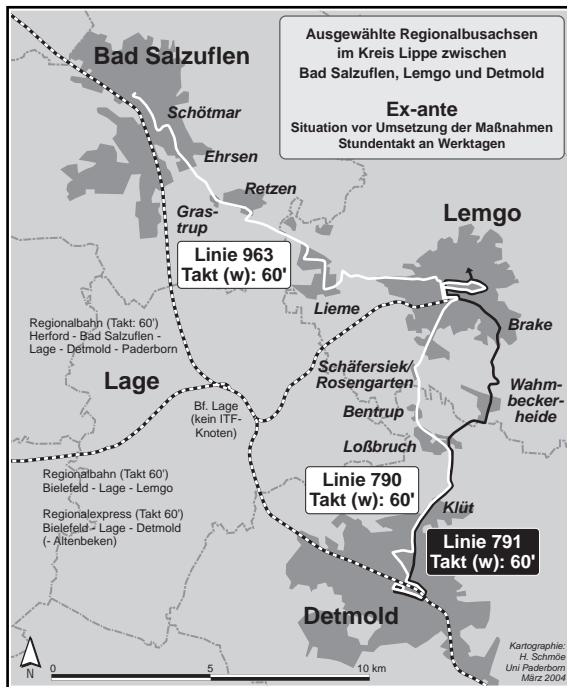 Ausgewählte Regionalbusachsen
im Kreis Lippe zwischen
Bad Salzuflen, Lemgo und Detmold
Ex-ante
Situation vor Umsetzung der Maßnahmen
Stundentakt an Werktagen
Bad Salzuflen
Schötmar
Ehrsen
Retzen
Gras-
trup
Lemgo
Linie 963
Takt (w): 60'
Lieme
Brake
Regionalbahn (Takt: 60')
Herford - Bad Salzuflen -
Lage - Detmold - Paderborn
Schäfersiek/
Rosengarten
Lage
Wahm-
becker-
heide
Bf. Lage
(kein ITF-
Knoten)
Bentrup
Loßbruch
Regionalbahn (Takt 60')
Bielefeld - Lage - Lemgo
Linie 790
Takt (w): 60'
Klüt
Regionalexpress (Takt 60')
Bielefeld - Lage - Detmold
(- Altenbeken)
Linie 791
Takt (w): 60'
Detmold
Kartographie:
H. Schmöe
Uni Paderborn
März 2004
N
0 5 10 km